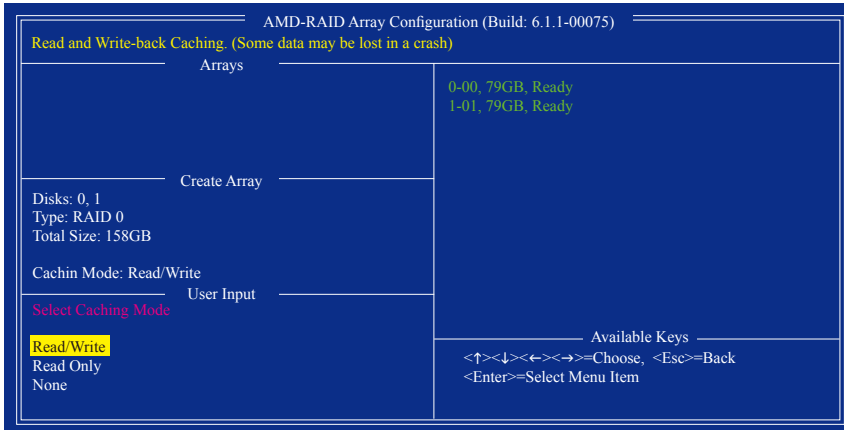 AMD-RAID Array Configuration (Build: 6.1.1-00075)
Read and Write-back Caching. (Some data may be lost in a crash)
Arrays
0-00, 79GB, Ready
1-01, 79GB, Ready
Create Array
Disks: 0, 1
Type: RAID 0
Total Size: 158GB
Cachin Mode: Read/Write
User Input
Select Caching Mode
Read/Write
Read Only
None
Available Keys
<↑><↓><←><→>=Choose, <Esc>=Back
<Enter>=Select Menu Item